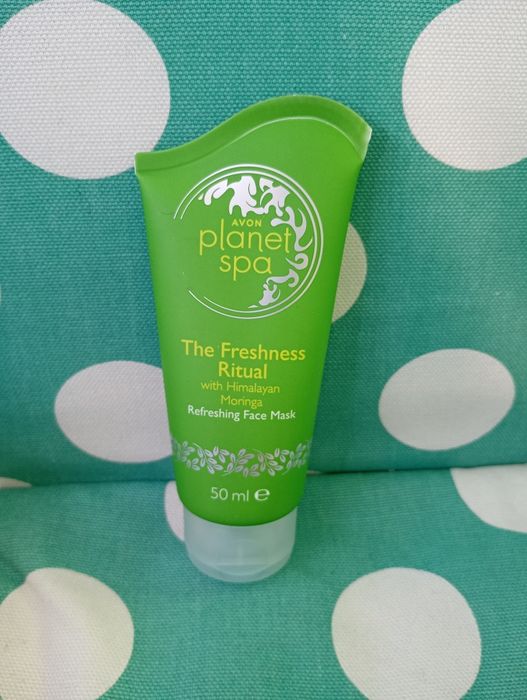 AVON
planet
spa
The Freshness
Ritual
with Himalayan
Moringa
Refreshing Face Mask
50 ml ℮